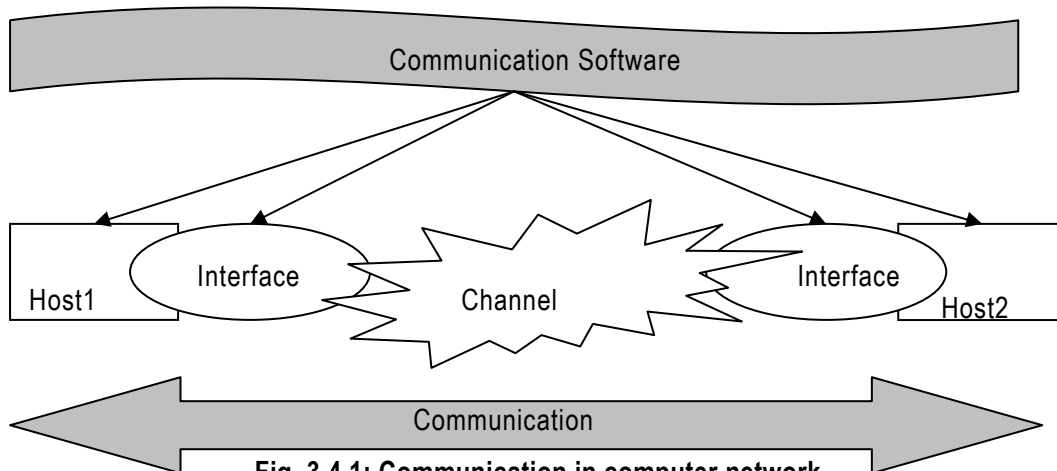 Communication Software
Interface
Interface
Host1
Channel
Host2
Communication
Fig. 3.4.1: Communication in computer network